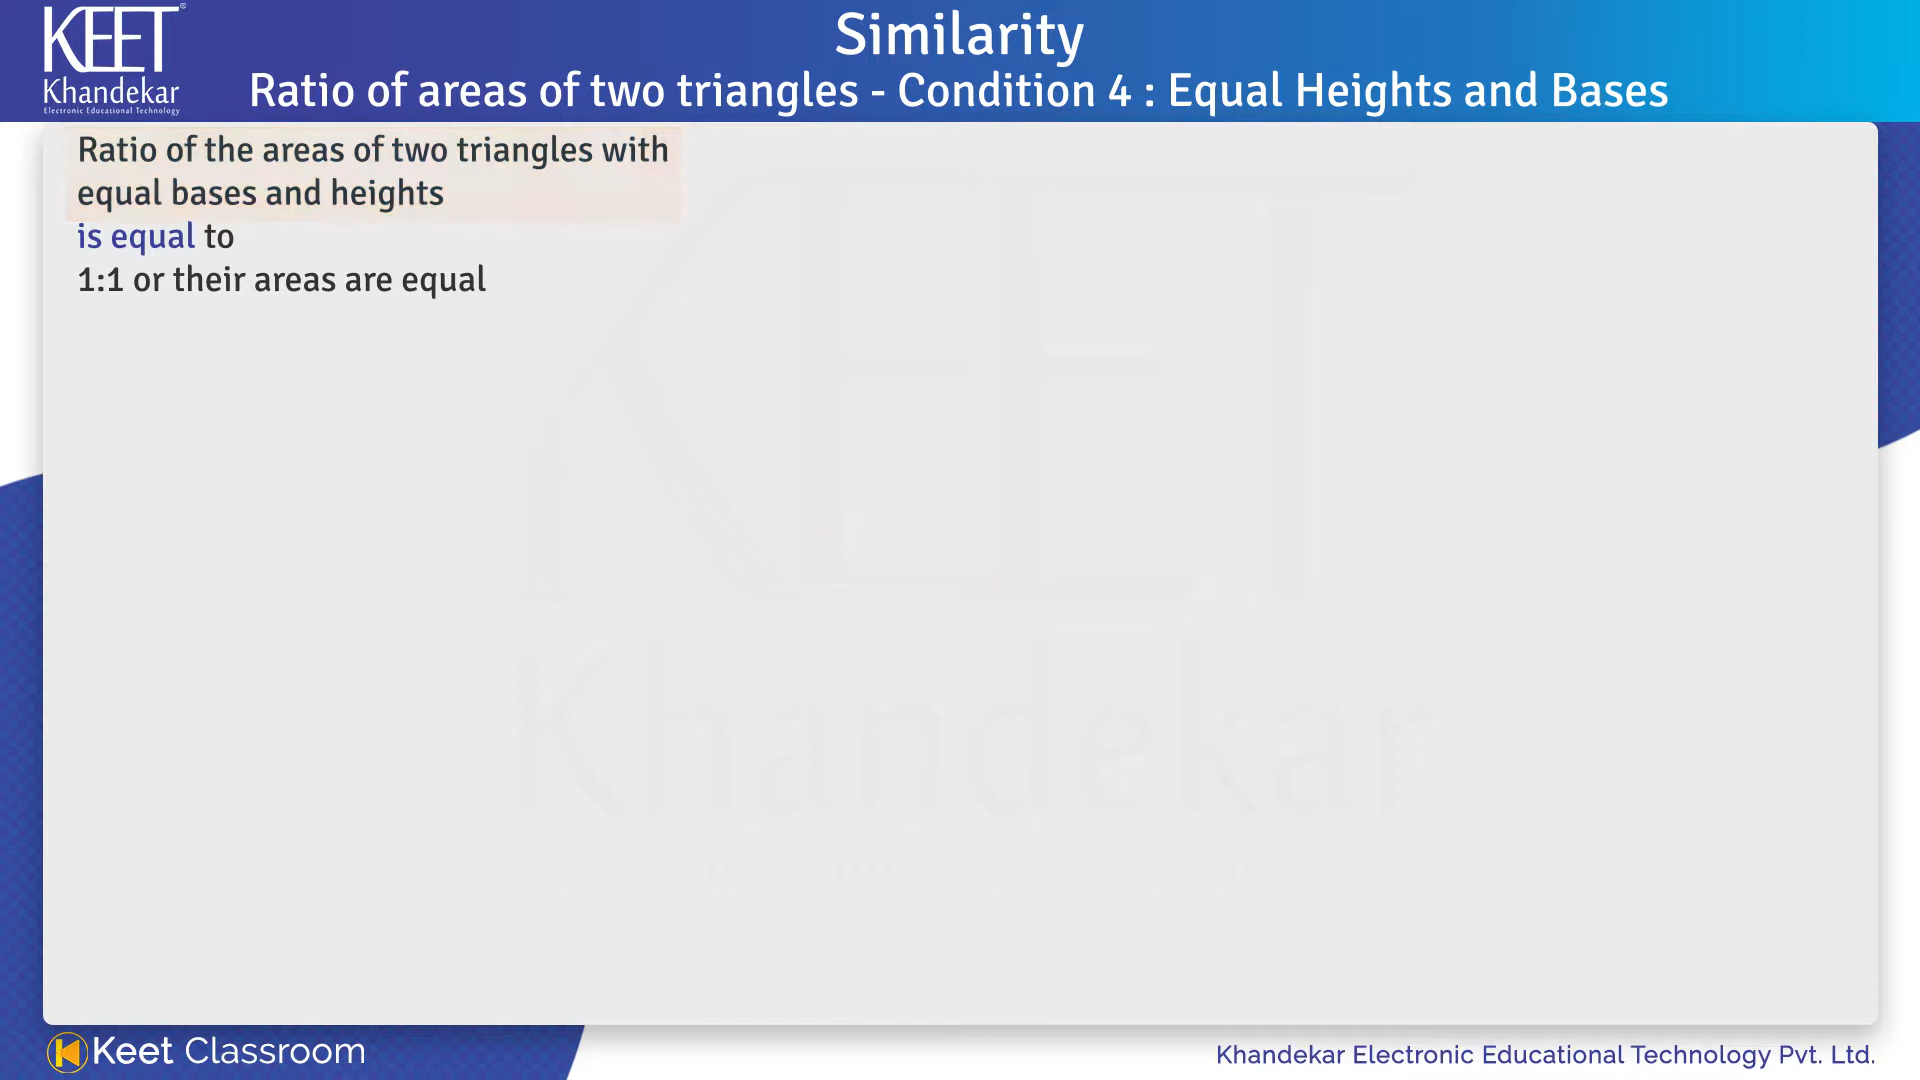 KEET
Khandekar
Electronic Educational Technology
Similarity
Ratio of areas of two triangles - Condition 4 : Equal Heights and Bases
Ratio of the areas of two triangles with
equal bases and heights
is equal to
1:1 or their areas are equal
KEET
Khandekar
Keet Classroom
Khandekar Electronic Educational Technology Pvt. Ltd.